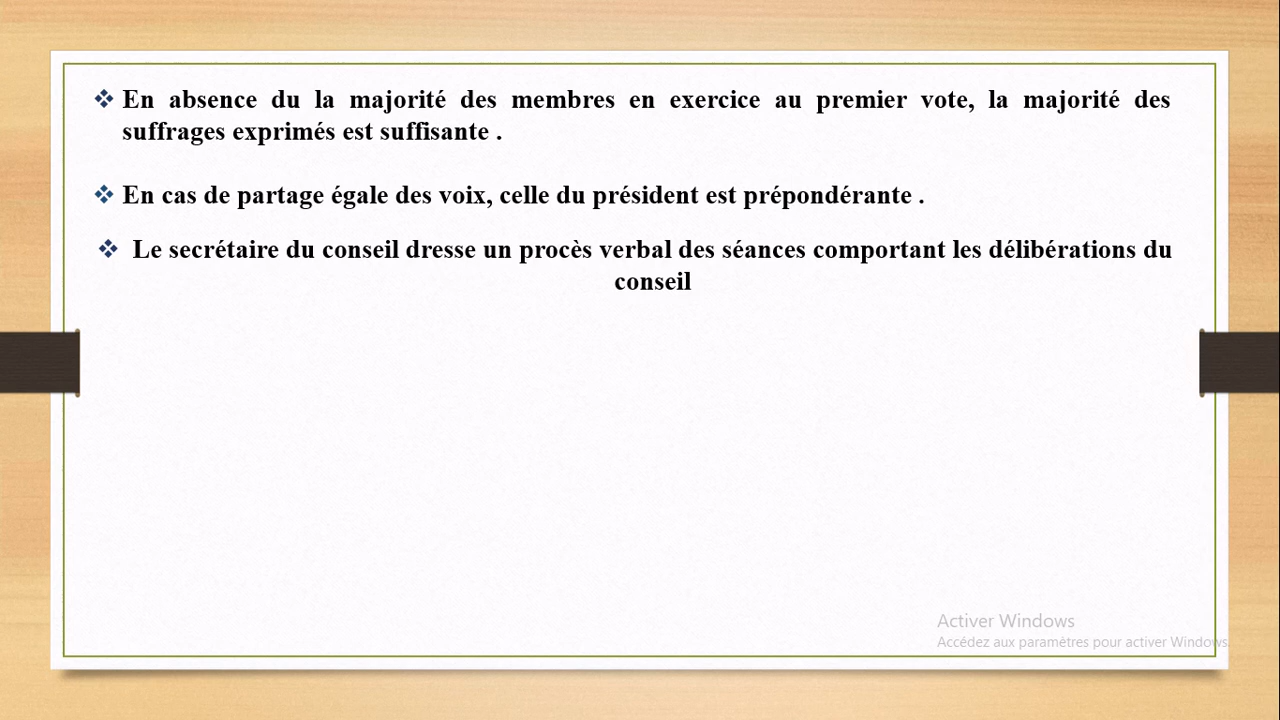 ❖ En absence du la majorité des membres en exercice au premier vote, la majorité des
suffrages exprimés est suffisante .
❖ En cas de partage égale des voix, celle du président est prépondérante .
❖ Le secrétaire du conseil dresse un procès verbal des séances comportant les délibérations du
conseil
Activer Windows
Accédez aux paramètres pour activer Windows.